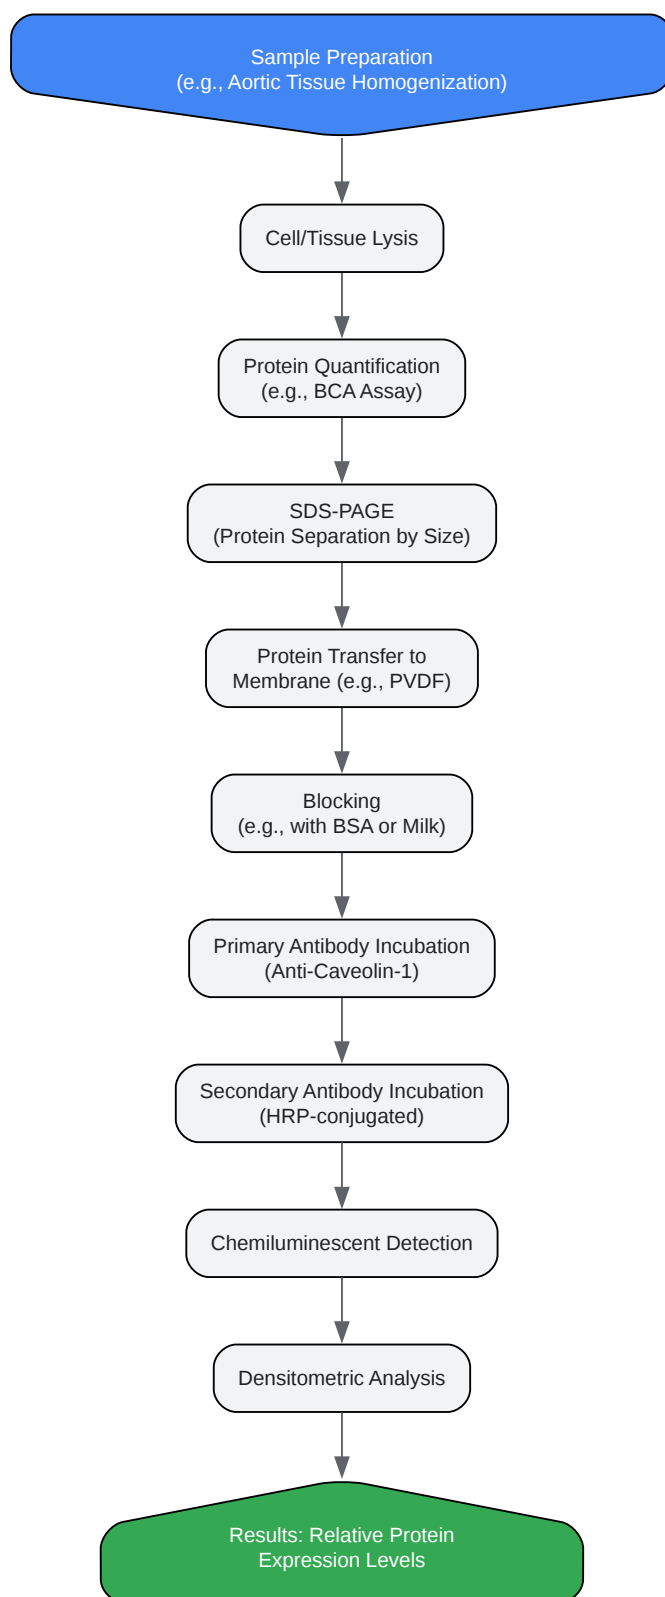 Sample Preparation
(e.g., Aortic Tissue Homogenization)
Cell/Tissue Lysis
Protein Quantification
(e.g., BCA Assay)
SDS-PAGE
(Protein Separation by Size)
Protein Transfer to
Membrane (e.g., PVDF)
Blocking
(e.g., with BSA or Milk)
Primary Antibody Incubation
(Anti-Caveolin-1)
Secondary Antibody Incubation
(HRP-conjugated)
Chemiluminescent Detection
Densitometric Analysis
Results: Relative Protein
Expression Levels